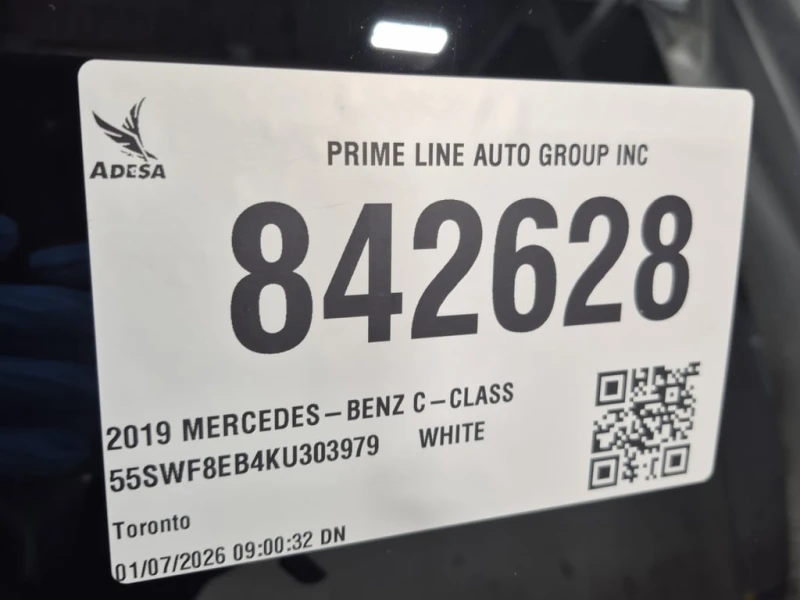 ADESA
PRIME LINE AUTO GROUP INC
842628
2019 MERCEDES-BENZ C-CLASS
55SWF8EB4KU303979 WHITE
Toronto
01/07/2026 09:00:32 DN